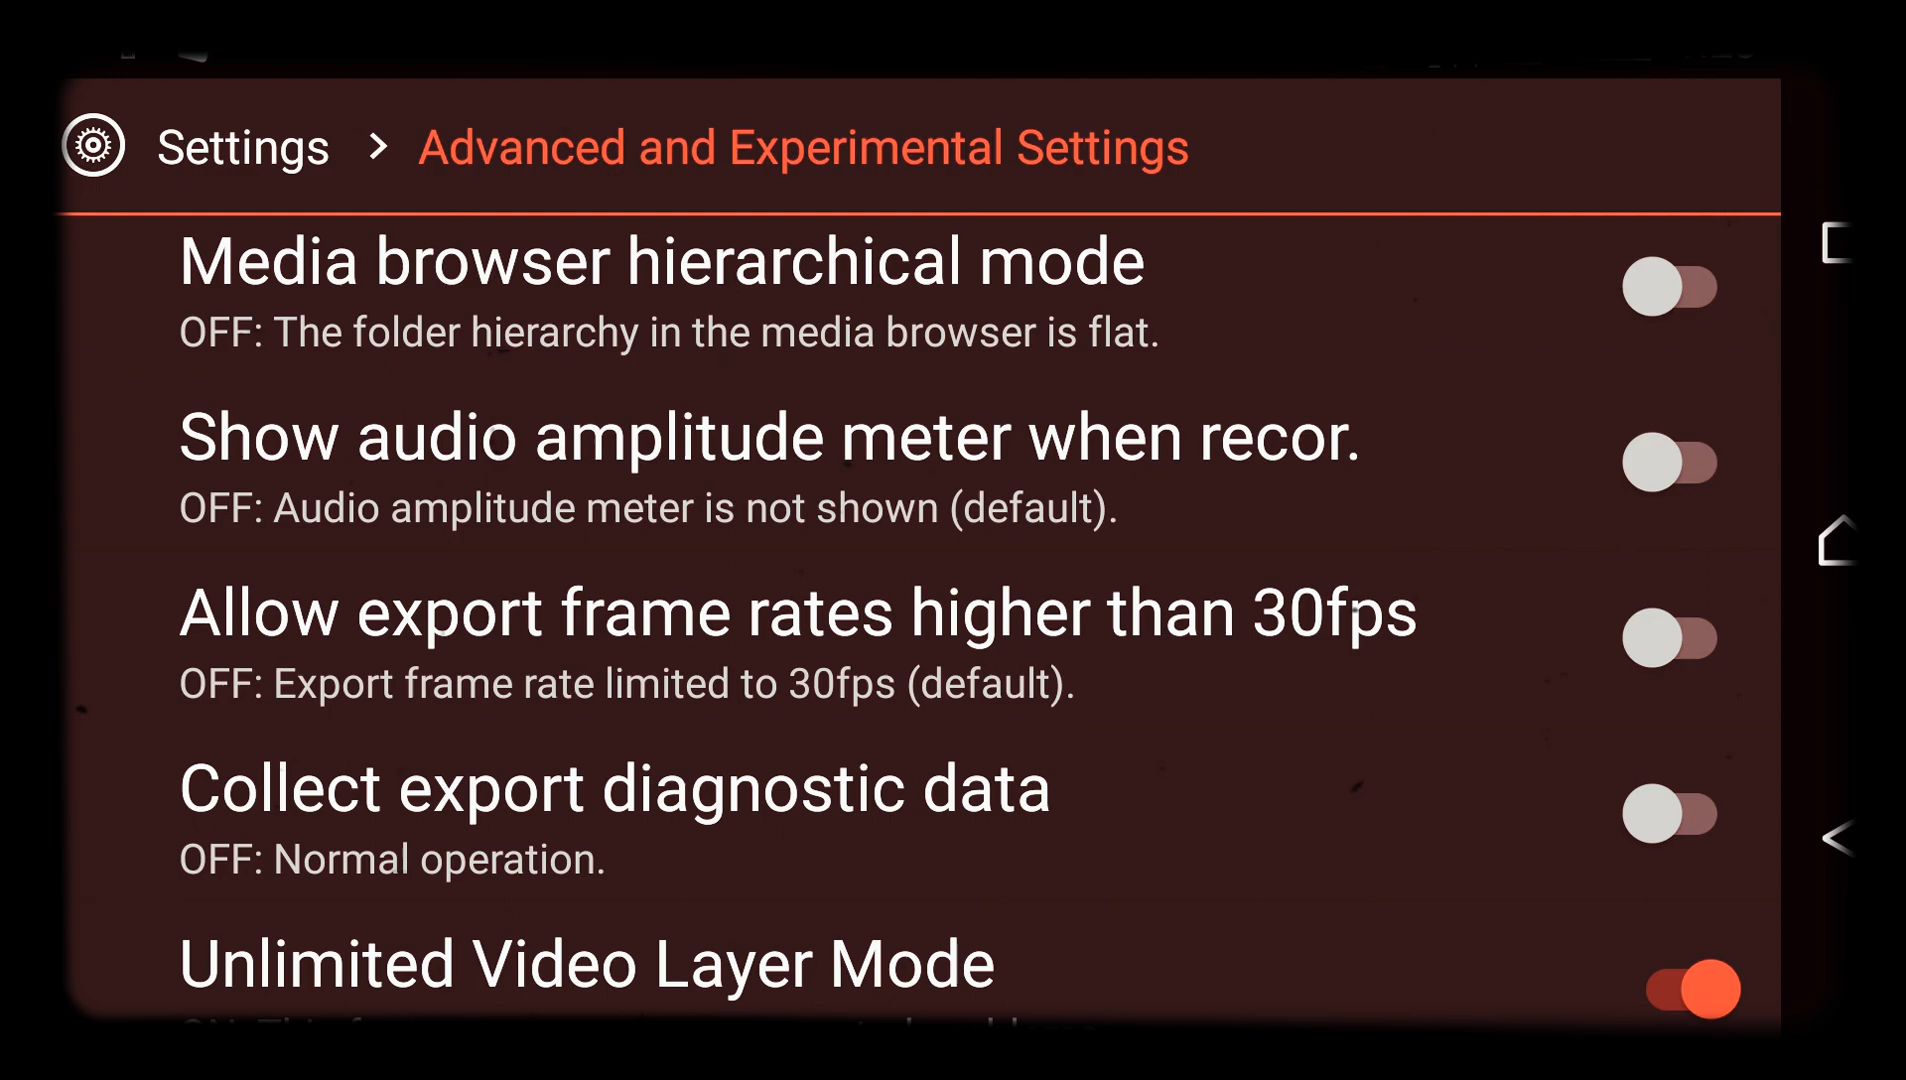 Settings > Advanced and Experimental Settings
Media browser hierarchical mode
OFF: The folder hierarchy in the media browser is flat.
Show audio amplitude meter when recor.
OFF: Audio amplitude meter is not shown (default).
Allow export frame rates higher than 30fps
OFF: Export frame rate limited to 30fps (default).
Collect export diagnostic data
OFF: Normal operation.
Unlimited Video Layer Mode